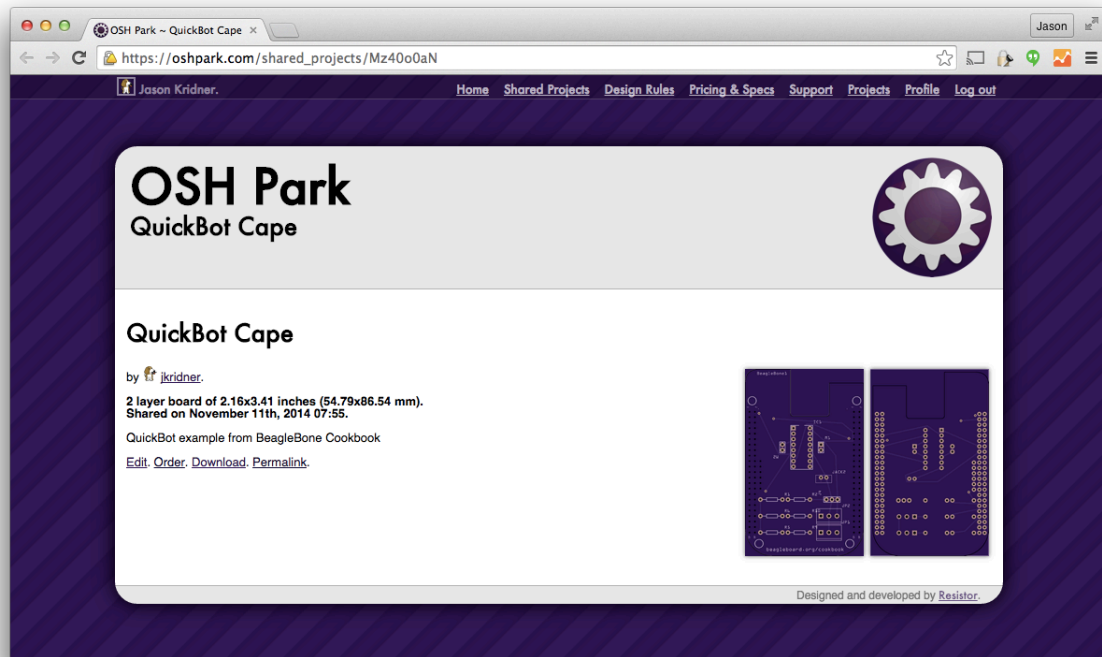 OSH Park ~ QuickBot Cape
Jason
https://oshpark.com/shared_projects/Mz40o0aN
Jason Kridner.
Home Shared Projects Design Rules Pricing & Specs Support Projects Profile Log out
OSH Park
QuickBot Cape
QuickBot Cape
by jkridner.
2 layer board of 2.16x3.41 inches (54.79x86.54 mm).
Shared on November 11th, 2014 07:55.
QuickBot example from BeagleBone Cookbook
Edit. Order. Download. Permalink.
BeagleBone1
beagleboard.org/cookbook
Designed and developed by Resistor.